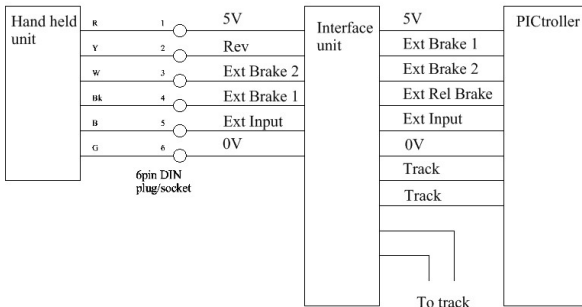 Hand held
unit
R 1 5V
Y 2 Rev
W 3 Ext Brake 2
Bk 4 Ext Brake 1
B 5 Ext Input
G 6 0V
6pin DIN
plug/socket
Interface
unit
5V
Ext Brake 1
Ext Brake 2
Ext Rel Brake
Ext Input
0V
Track
Track
To track
PICtroller